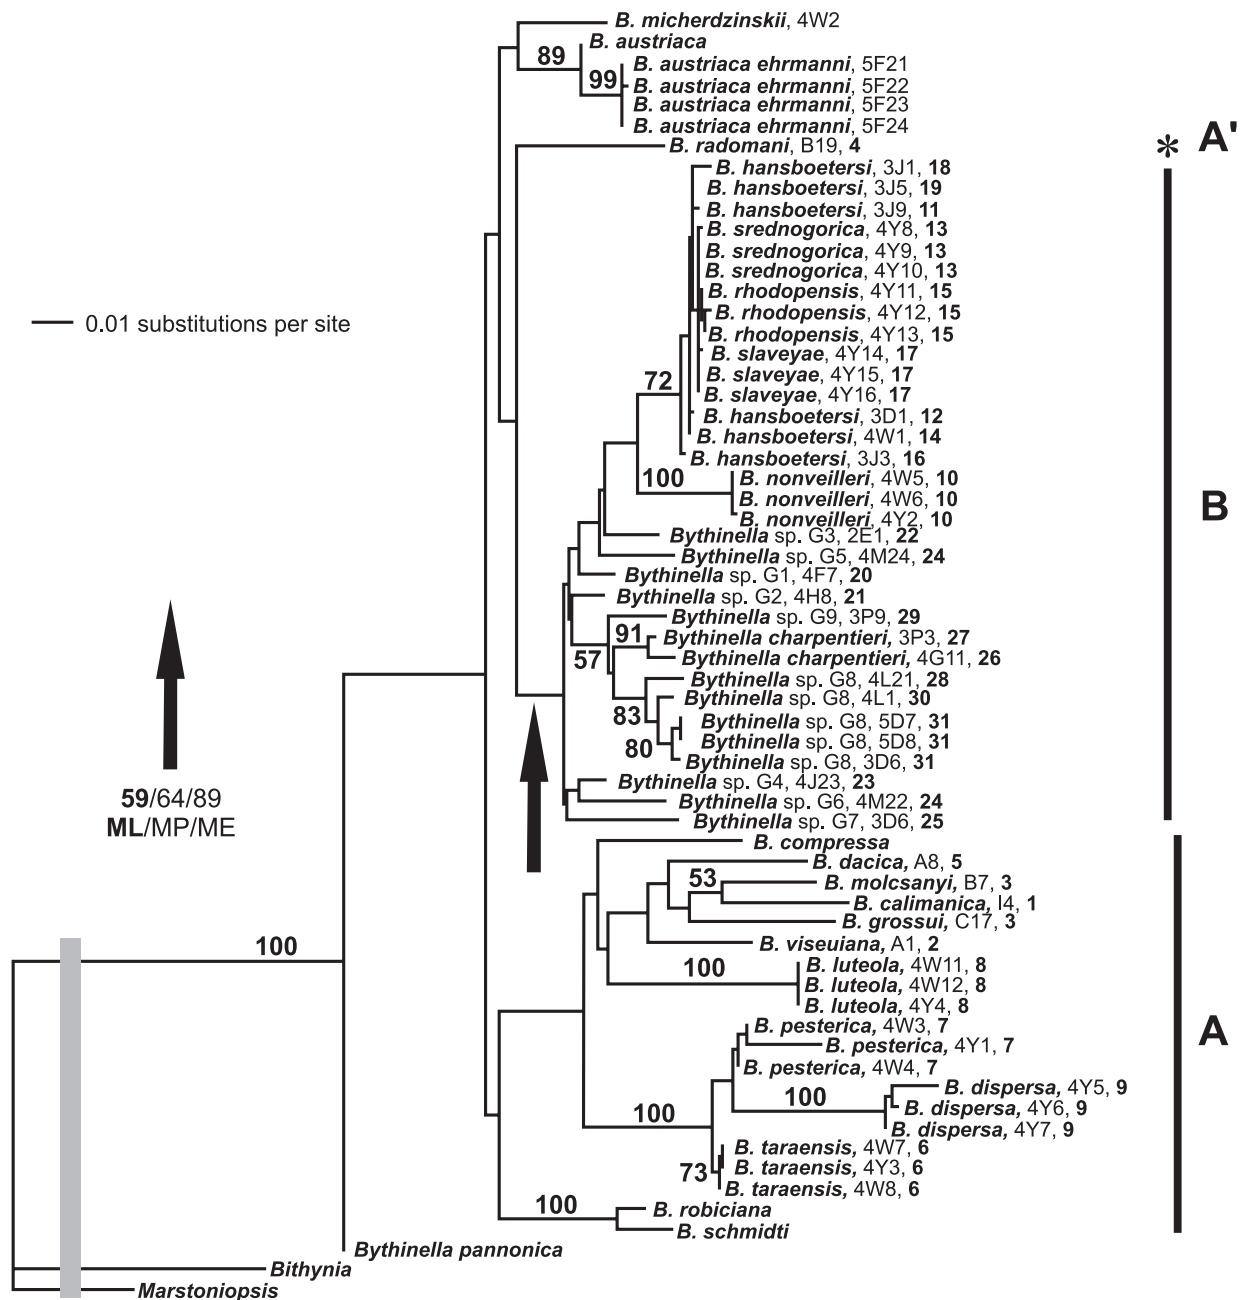 B. micherdzinskii, 4W2
B. austriaca
89
B. austriaca ehrmanni, 5F21
99
B. austriaca ehrmanni, 5F22
B. austriaca ehrmanni, 5F23
B. austriaca ehrmanni, 5F24
B. radomani, B19, 4
* A'
B. hansboetersi, 3J1, 18
B. hansboetersi, 3J5, 19
B. hansboetersi, 3J9, 11
B. srednogorica, 4Y8, 13
B. srednogorica, 4Y9, 13
B. srednogorica, 4Y10, 13
B. rhodopensis, 4Y11, 15
B. rhodopensis, 4Y12, 15
0.01 substitutions per site
B. rhodopensis, 4Y13, 15
B. slaveyae, 4Y14, 17
72
B. slaveyae, 4Y15, 17
B. slaveyae, 4Y16, 17
B. hansboetersi, 3D1, 12
B. hansboetersi, 4W1, 14
B. hansboetersi, 3J3, 16
100
B. nonveilleri, 4W5, 10
B. nonveilleri, 4W6, 10
B
B. nonveilleri, 4Y2, 10
Bythinella sp. G3, 2E1, 22
Bythinella sp. G5, 4M24, 24
Bythinella sp. G1, 4F7, 20
Bythinella sp. G2, 4H8, 21
Bythinella sp. G9, 3P9, 29
91
Bythinella charpentieri, 3P3, 27
57
Bythinella charpentieri, 4G11, 26
Bythinella sp. G8, 4L21, 28
Bythinella sp. G8, 4L1, 30
83
Bythinella sp. G8, 5D7, 31
Bythinella sp. G8, 5D8, 31
80
Bythinella sp. G8, 3D6, 31
Bythinella sp. G4, 4J23, 23
59/64/89
Bythinella sp. G6, 4M22, 24
ML/MP/ME
Bythinella sp. G7, 3D6, 25
B. compressa
B. dacica, A8, 5
53
B. molcsanyi, B7, 3
B. calimanica, I4, 1
B. grossui, C17, 3
B. viseuiana, A1, 2
100
100
B. luteola, 4W11, 8
B. luteola, 4W12, 8
B. luteola, 4Y4, 8
B. pesterica, 4W3, 7
A
B. pesterica, 4Y1, 7
B. pesterica, 4W4, 7
B. dispersa, 4Y5, 9
100
100
B. dispersa, 4Y6, 9
B. dispersa, 4Y7, 9
B. taraensis, 4W7, 6
73
B. taraensis, 4Y3, 6
B. taraensis, 4W8, 6
100
B. robiciana
B. schmidti
Bythinella pannonica
Bithynia
Marstoniopsis